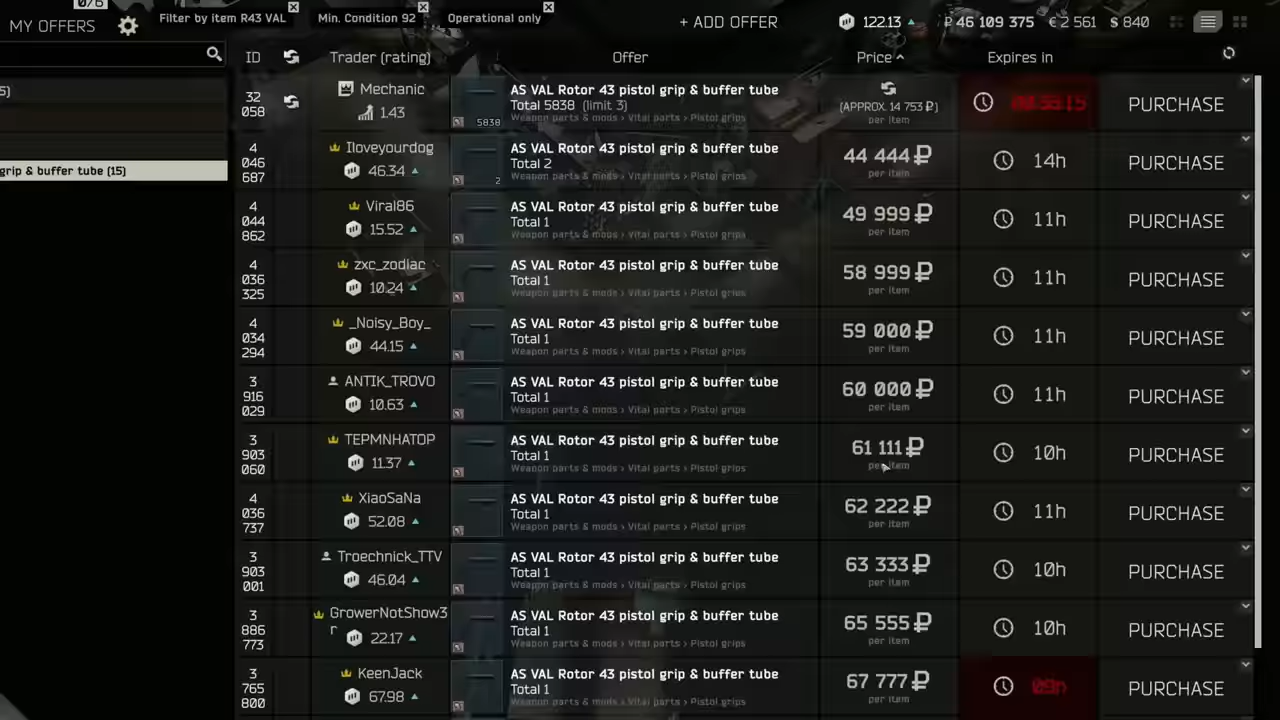 0/6
Filter by item R43 VAL
Min. Condition 92
Operational only
MY OFFERS
+ ADD OFFER
122.13
₽ 46 109 375
€ 2 561
$ 840
ID
Trader (rating)
Offer
Price
Expires in
5)
grip & buffer tube (15)
32
058
Mechanic
1.43
5838
AS VAL Rotor 43 pistol grip & buffer tube
Total 5838 (limit 3)
Weapon parts & mods > Vital parts > Pistol grips
(APPROX. 14 753 ₽)
per item
00:33:15
PURCHASE
4
046
687
Iloveyourdog
46.34
2
AS VAL Rotor 43 pistol grip & buffer tube
Total 2
Weapon parts & mods > Vital parts > Pistol grips
44 444 ₽
per item
14h
PURCHASE
4
044
862
Viral86
15.52
AS VAL Rotor 43 pistol grip & buffer tube
Total 1
Weapon parts & mods > Vital parts > Pistol grips
49 999 ₽
per item
11h
PURCHASE
4
036
325
zxc_zodiac
10.24
AS VAL Rotor 43 pistol grip & buffer tube
Total 1
Weapon parts & mods > Vital parts > Pistol grips
58 999 ₽
per item
11h
PURCHASE
4
034
294
_Noisy_Boy_
44.15
AS VAL Rotor 43 pistol grip & buffer tube
Total 1
Weapon parts & mods > Vital parts > Pistol grips
59 000 ₽
per item
11h
PURCHASE
3
916
029
ANTIK_TROVO
10.63
AS VAL Rotor 43 pistol grip & buffer tube
Total 1
Weapon parts & mods > Vital parts > Pistol grips
60 000 ₽
per item
11h
PURCHASE
3
903
060
TEPMNHATOP
11.37
AS VAL Rotor 43 pistol grip & buffer tube
Total 1
Weapon parts & mods > Vital parts > Pistol grips
61 111 ₽
per item
10h
PURCHASE
4
036
737
XiaoSaNa
52.08
AS VAL Rotor 43 pistol grip & buffer tube
Total 1
Weapon parts & mods > Vital parts > Pistol grips
62 222 ₽
per item
11h
PURCHASE
3
903
001
Troechnick_TTV
46.04
AS VAL Rotor 43 pistol grip & buffer tube
Total 1
Weapon parts & mods > Vital parts > Pistol grips
63 333 ₽
per item
10h
PURCHASE
3
886
773
GrowerNotShow3
r
22.17
AS VAL Rotor 43 pistol grip & buffer tube
Total 1
Weapon parts & mods > Vital parts > Pistol grips
65 555 ₽
per item
10h
PURCHASE
3
765
800
KeenJack
67.98
AS VAL Rotor 43 pistol grip & buffer tube
Total 1
Weapon parts & mods > Vital parts > Pistol grips
67 777 ₽
per item
09h
PURCHASE